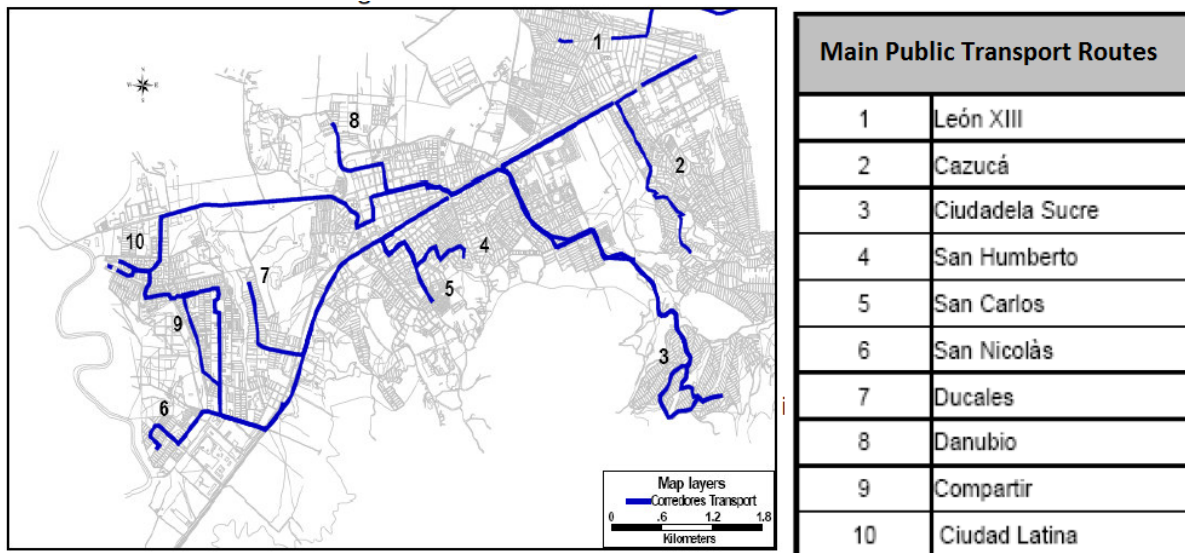 1
8
2
10
4
7
5
9
3
6
Map layers
Corredores Transport
0 .6 1.2 1.8
Kilometers
i
Main Public Transport Routes
1 León XIII
2 Cazucá
3 Ciudadela Sucre
4 San Humberto
5 San Carlos
6 San Nicolàs
7 Ducales
8 Danubio
9 Compartir
10 Ciudad Latina